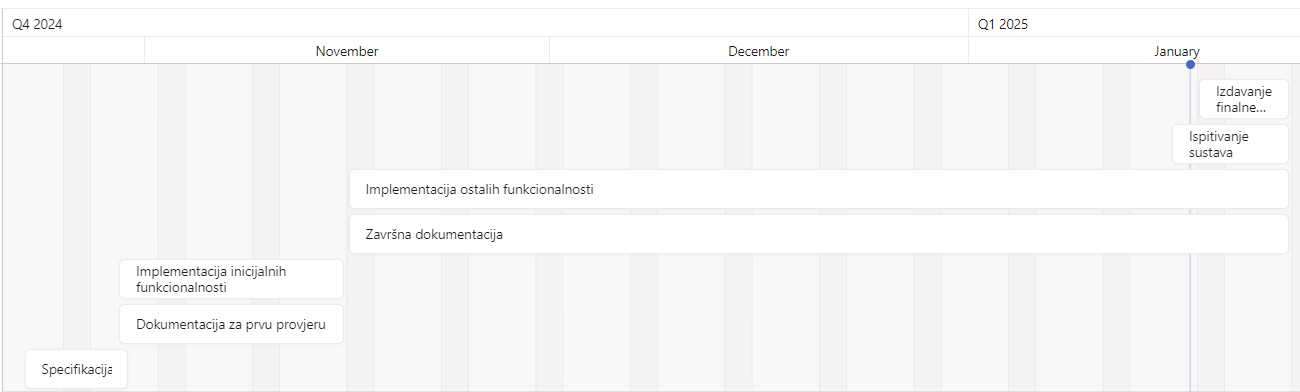 Q4 2024
Q1 2025
November
December
January
Izdavanje
finalne...
Ispitivanje
sustava
Implementacija ostalih funkcionalnosti
Završna dokumentacija
Implementacija inicijalnih
funkcionalnosti
Dokumentacija za prvu provjeru
Specifikacija